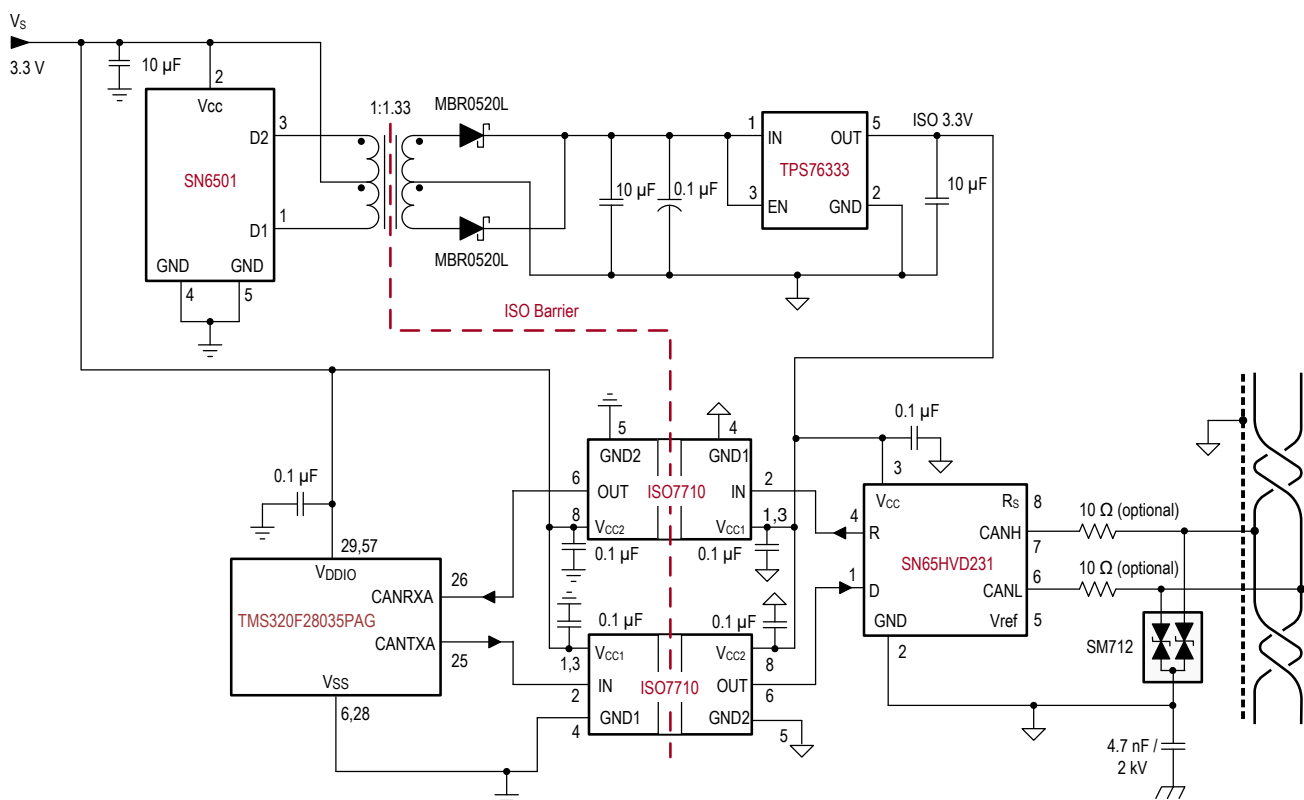 VS
3.3 V
10 µF
2
Vcc
D2
3
SN6501
D1
1
GND
GND
4
5
1:1.33
MBR0520L
MBR0520L
10 µF
0.1 µF
1
IN
OUT
5
TPS76333
3
EN
GND
2
ISO 3.3V
10 µF
ISO Barrier
5
4
GND2
GND1
6
OUT
ISO7710
IN
2
8
VCC2
VCC1
1,3
0.1 µF
0.1 µF
0.1 µF
29,57
VDDIO
26
CANRXA
TMS320F28035PAG
CANTXA
25
VSS
6,28
0.1 µF
0.1 µF
1,3
VCC1
VCC2
8
2
IN
ISO7710
OUT
6
4
GND1
GND2
5
0.1 µF
3
VCC
RS
8
4
R
CANH
7
SN65HVD231
1
D
CANL
6
GND
Vref
5
2
10 Ω (optional)
10 Ω (optional)
SM712
4.7 nF /
2 kV